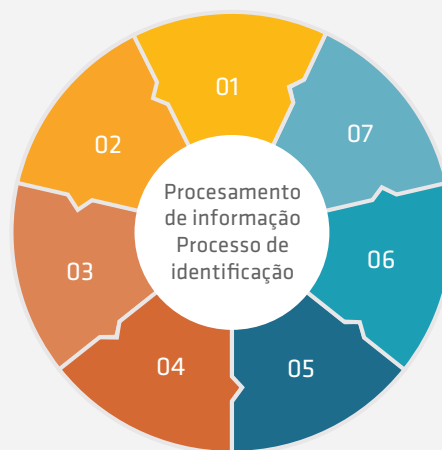 01
02
03
04
05
06
07
Procesamento
de informação
Processo de
identificação